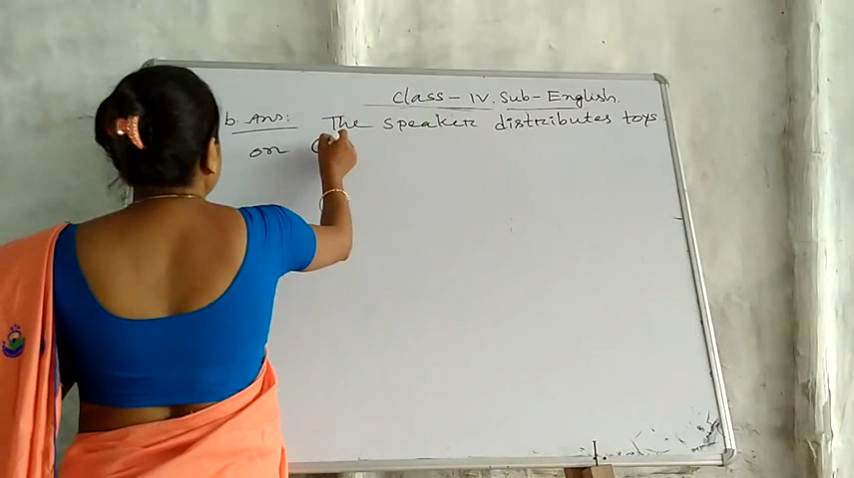 Class - IV. Sub - English.
b. Ans: The speaker distributes toys
on